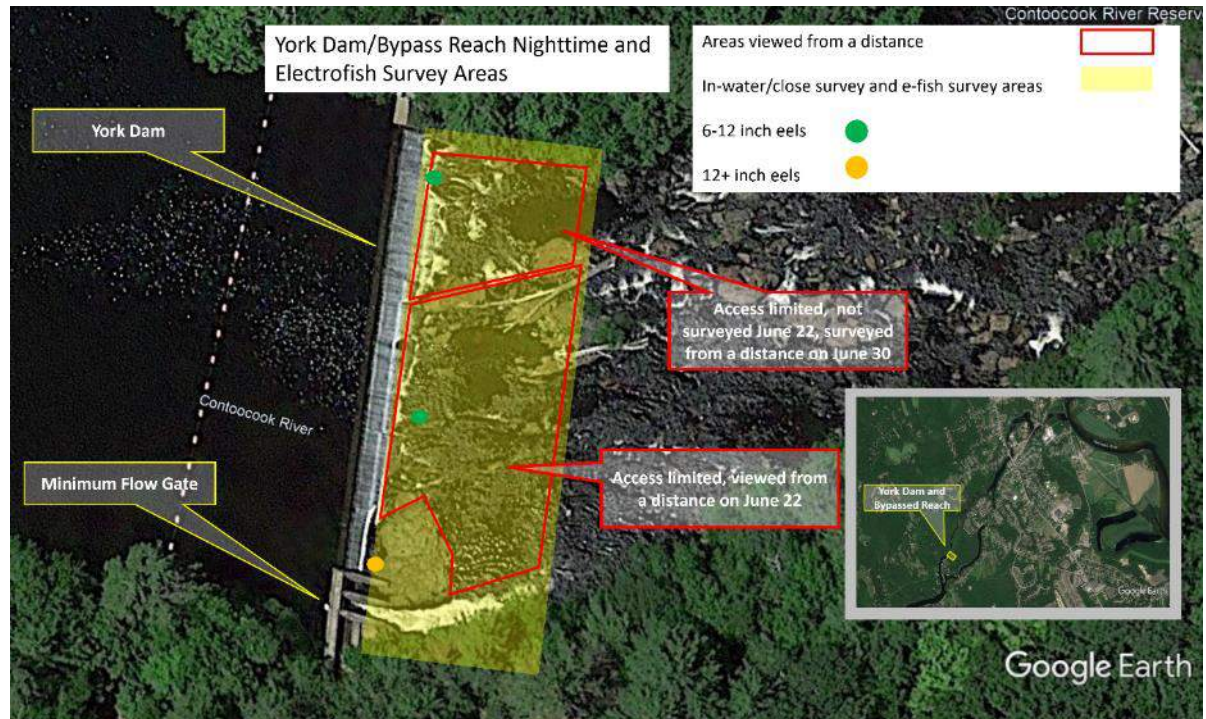 Contoocook River Reserv
York Dam/Bypass Reach Nighttime and
Electrofish Survey Areas
Areas viewed from a distance
In-water/close survey and e-fish survey areas
6-12 inch eels
12+ inch eels
York Dam
Access limited, not
surveyed June 22, surveyed
from a distance on June 30
Contoocook River
Minimum Flow Gate
Access limited, viewed from
a distance on June 22
York Dam and
Bypassed Reach
Google Earth
Google Earth